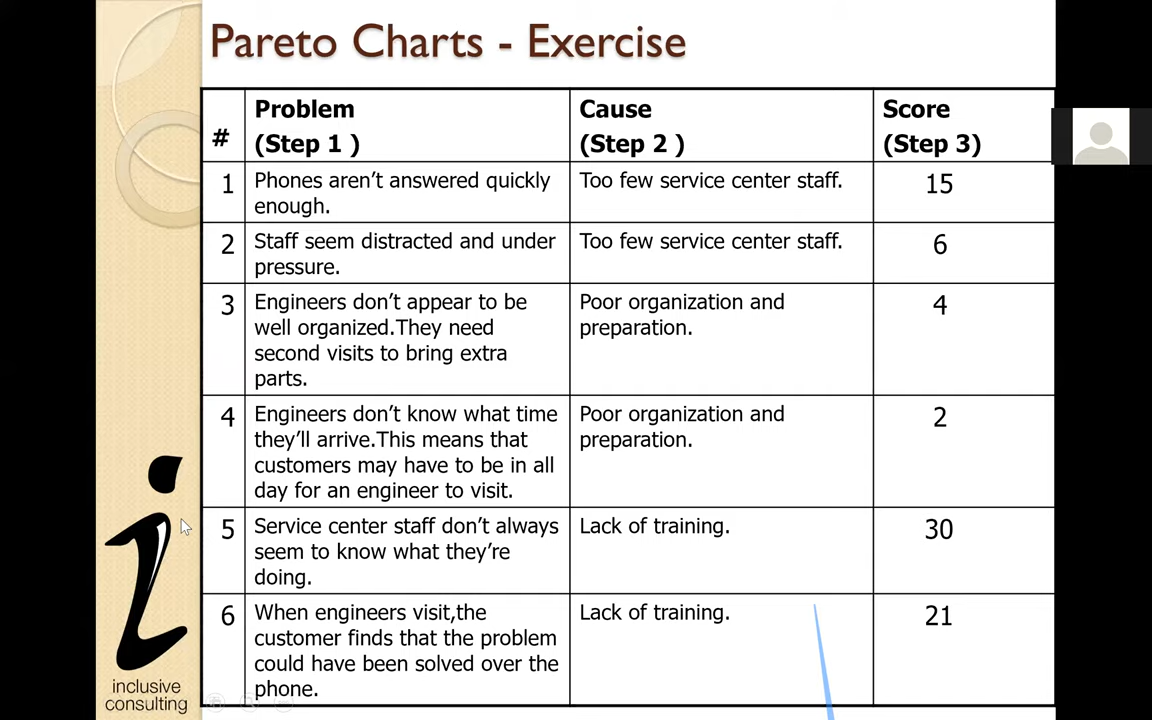 Pareto Charts - Exercise
#
Problem
(Step 1 )
Cause
(Step 2 )
Score
(Step 3)
1
Phones aren't answered quickly
enough.
Too few service center staff.
15
2
Staff seem distracted and under
pressure.
Too few service center staff.
6
3
Engineers don't appear to be
well organized.They need
second visits to bring extra
parts.
Poor organization and
preparation.
4
4
Engineers don't know what time
they'll arrive.This means that
customers may have to be in all
day for an engineer to visit.
Poor organization and
preparation.
2
5
Service center staff don't always
seem to know what they're
doing.
Lack of training.
30
6
When engineers visit,the
customer finds that the problem
could have been solved over the
phone.
Lack of training.
21
i
inclusive
consulting